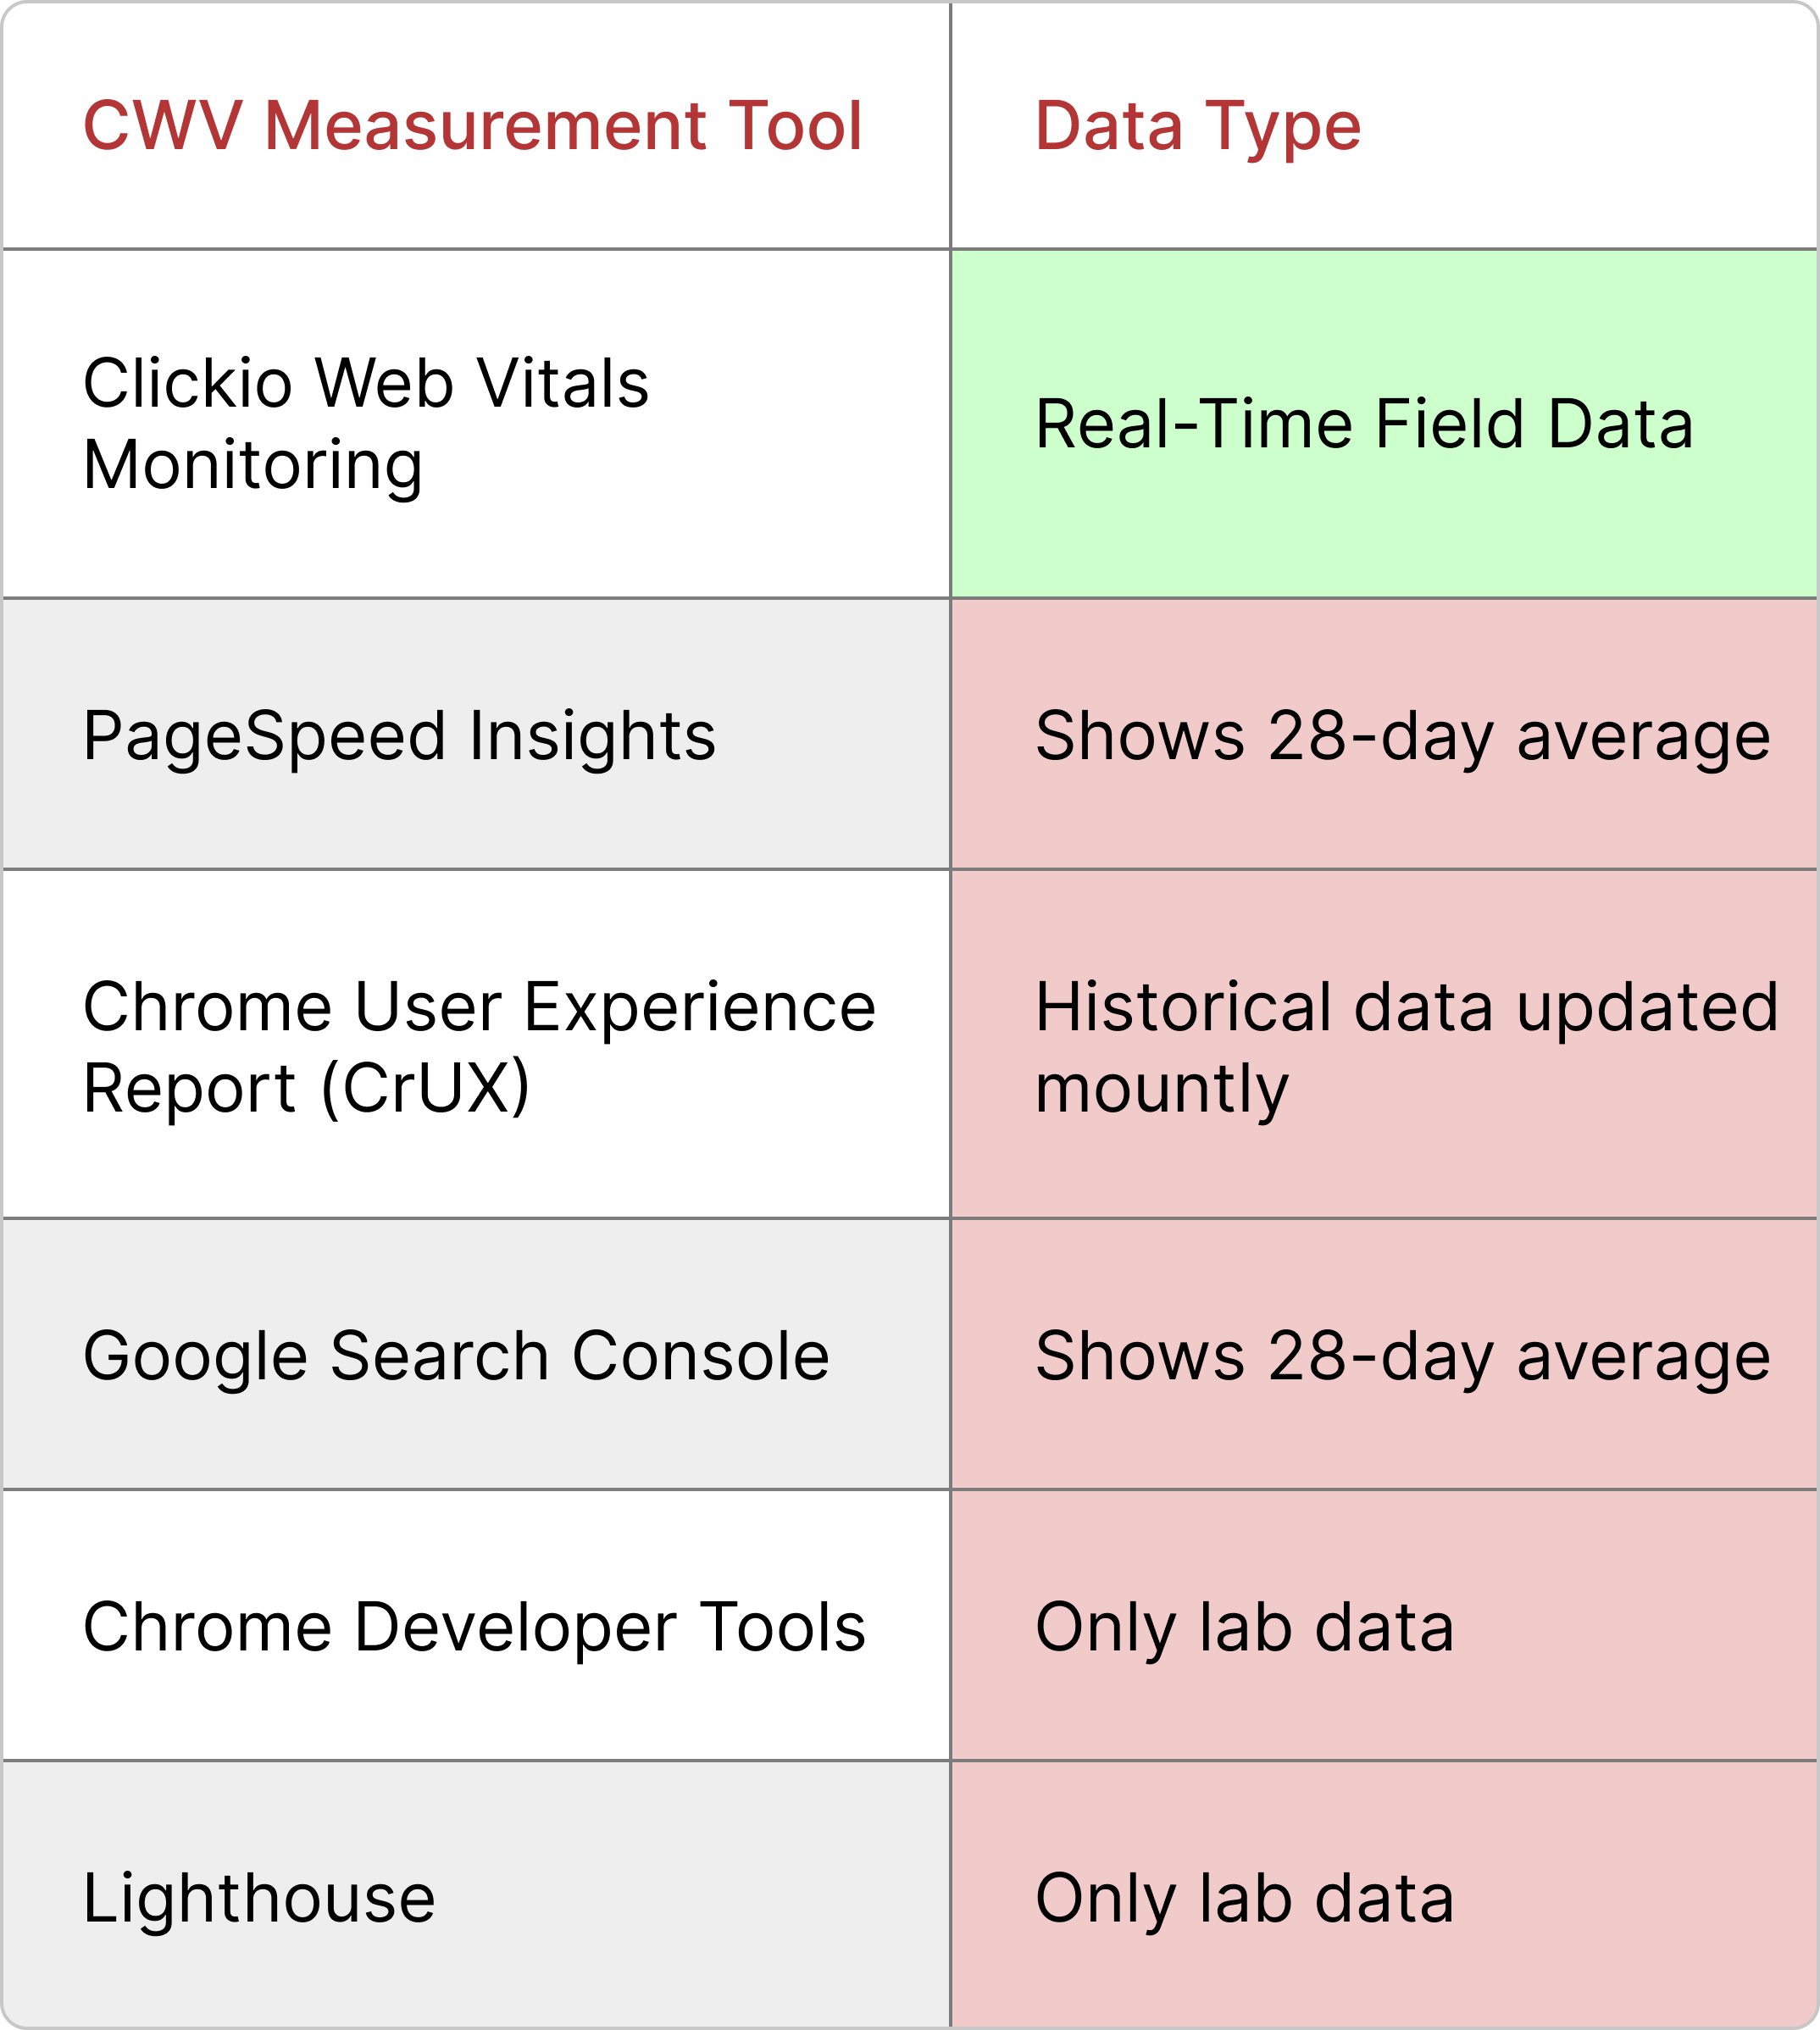 CWV Measurement Tool
Data Type
Clickio Web Vitals
Monitoring
Real-Time Field Data
PageSpeed Insights
Shows 28-day average
Chrome User Experience
Report (CrUX)
Historical data updated
mountly
Google Search Console
Shows 28-day average
Chrome Developer Tools
Only lab data
Lighthouse
Only lab data